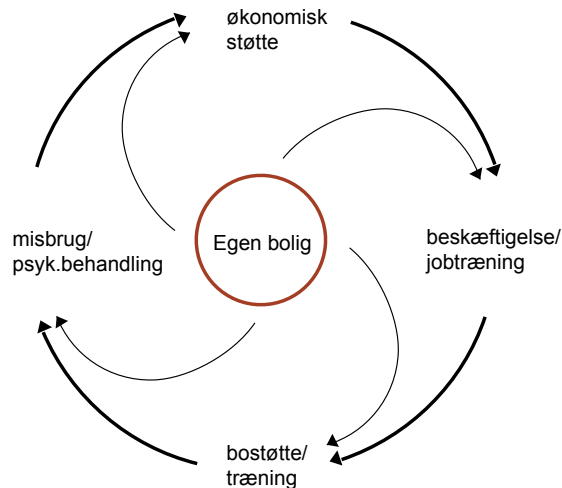 økonomisk
støtte
misbrug/
psyk.behandling
Egen bolig
beskæftigelse/
jobtræning
bostøtte/
træning